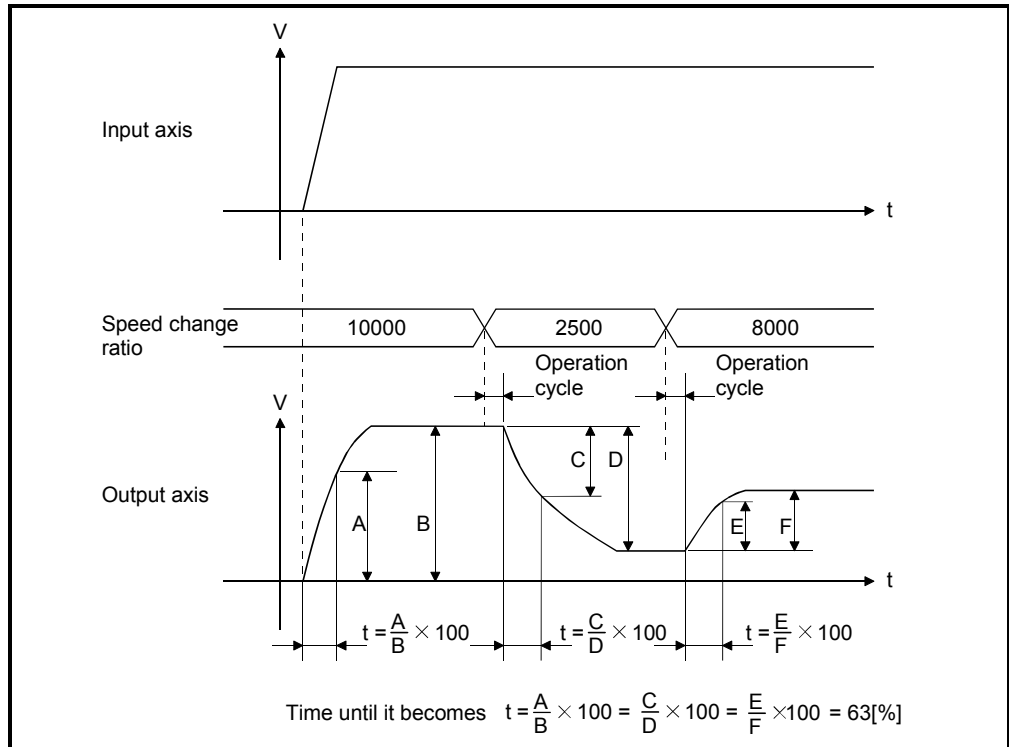 V
Input axis
t
Speed change
ratio
10000
2500
8000
Operation
cycle
Operation
cycle
V
Output axis
A
B
C
D
E
F
t
t = A/B × 100
t = C/D × 100
t = E/F × 100
Time until it becomes t = A/B × 100 = C/D × 100 = E/F ×100 = 63[%]